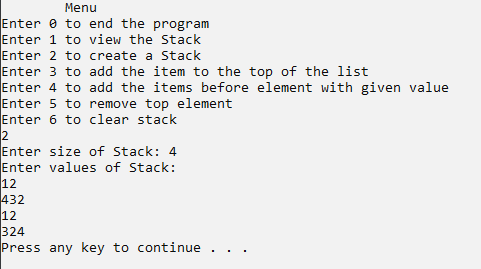 Menu
Enter 0 to end the program
Enter 1 to view the Stack
Enter 2 to create a Stack
Enter 3 to add the item to the top of the list
Enter 4 to add the items before element with given value
Enter 5 to remove top element
Enter 6 to clear stack
2
Enter size of Stack: 4
Enter values of Stack:
12
432
12
324
Press any key to continue . . .